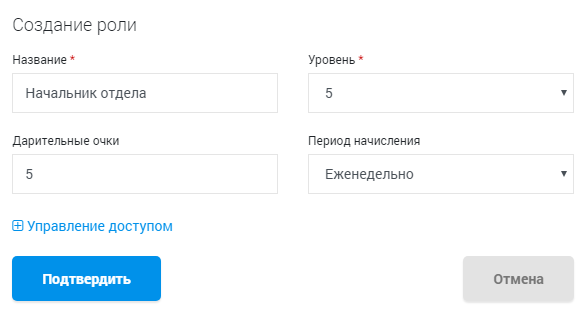 Создание роли
Название * Уровень *
Начальник отдела 5
Дарительные очки Период начисления
5 Еженедельно
Управление доступом
Подтвердить Отмена